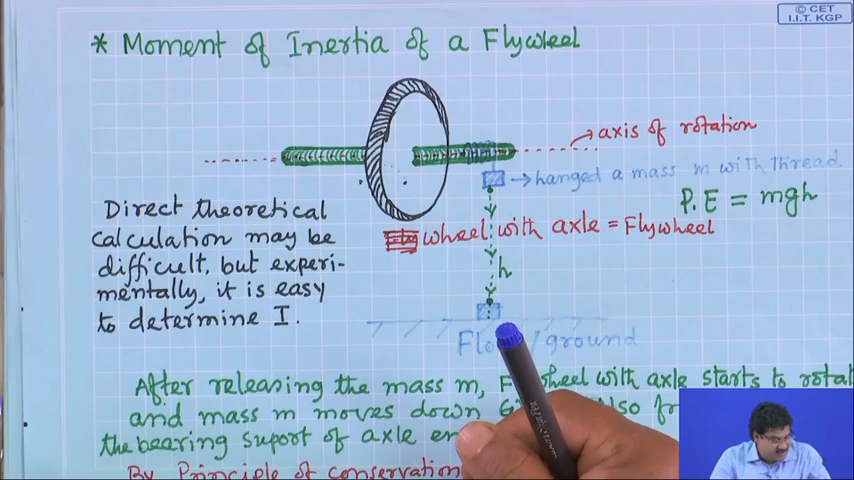 © CET
I.I.T. KGP
* Moment of Inertia of a Flywheel
axis of rotation
hanged a mass m with thread.
P.E = mgh
Direct theoretical
calculation may be
difficult, but experi-
mentally, it is easy
to determine I.
wheel with axle = Flywheel
h
/ground
After releasing the mass m, wheel with axle starts to
and mass m moves down
the bearing suport of axle
By Principle of conservation